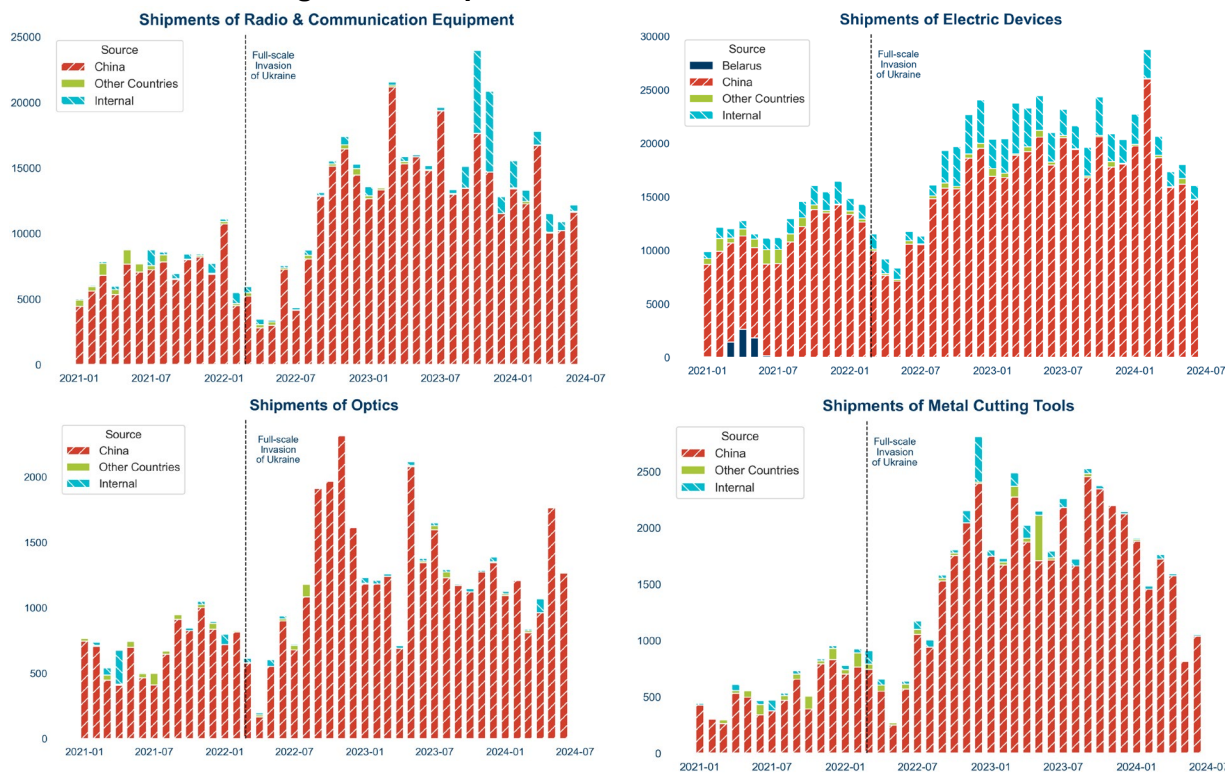 Shipments of Radio & Communication Equipment
25000
20000
15000
10000
5000
0
Source
China
Other Countries
Internal
Full-scale
Invasion
of Ukraine
2021-01 2021-07 2022-01 2022-07 2023-01 2023-07 2024-01 2024-07
Shipments of Electric Devices
30000
25000
20000
15000
10000
5000
0
Source
Belarus
China
Other Countries
Internal
Full-scale
Invasion
of Ukraine
2021-01 2021-07 2022-01 2022-07 2023-01 2023-07 2024-01 2024-07
Shipments of Optics
2000
1500
1000
500
0
Source
China
Other Countries
Internal
Full-scale
Invasion
of Ukraine
2021-01 2021-07 2022-01 2022-07 2023-01 2023-07 2024-01 2024-07
Shipments of Metal Cutting Tools
2500
2000
1500
1000
500
0
Source
China
Other Countries
Internal
Full-scale
Invasion
of Ukraine
2021-01 2021-07 2022-01 2022-07 2023-01 2023-07 2024-01